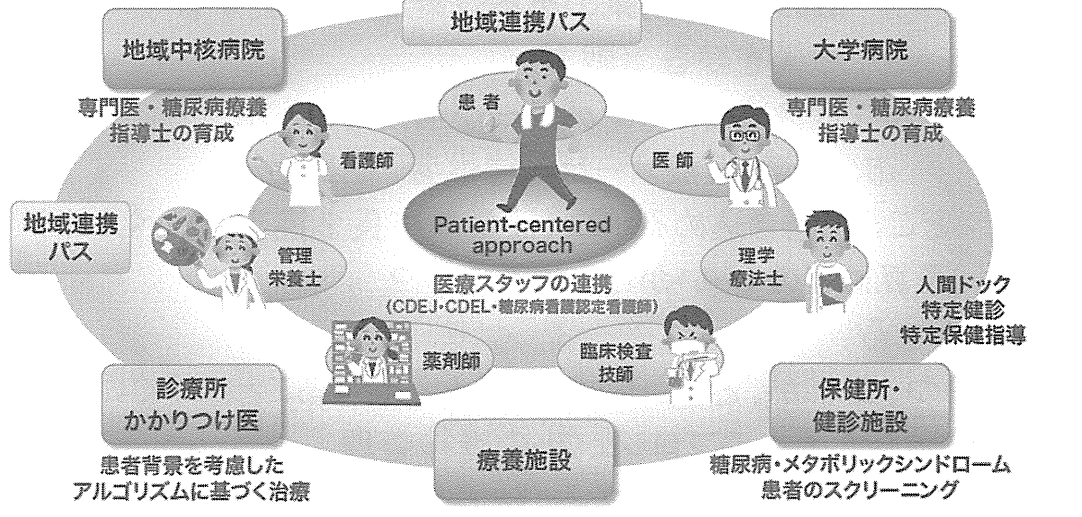 地域連携パス
地域中核病院
大学病院
専門医・糖尿病療養
指導士の育成
専門医・糖尿病療養
指導士の育成
患者
看護師
医師
地域連携
パス
Patient-centered
approach
管理
栄養士
理学
療法士
医療スタッフの連携
(CDEJ・CDEL・糖尿病看護認定看護師)
人間ドック
特定健診
特定保健指導
薬剤師
臨床検査
技師
診療所
かかりつけ医
保健所・
健診施設
療養施設
患者背景を考慮した
アルゴリズムに基づく治療
糖尿病・メタボリックシンドローム
患者のスクリーニング